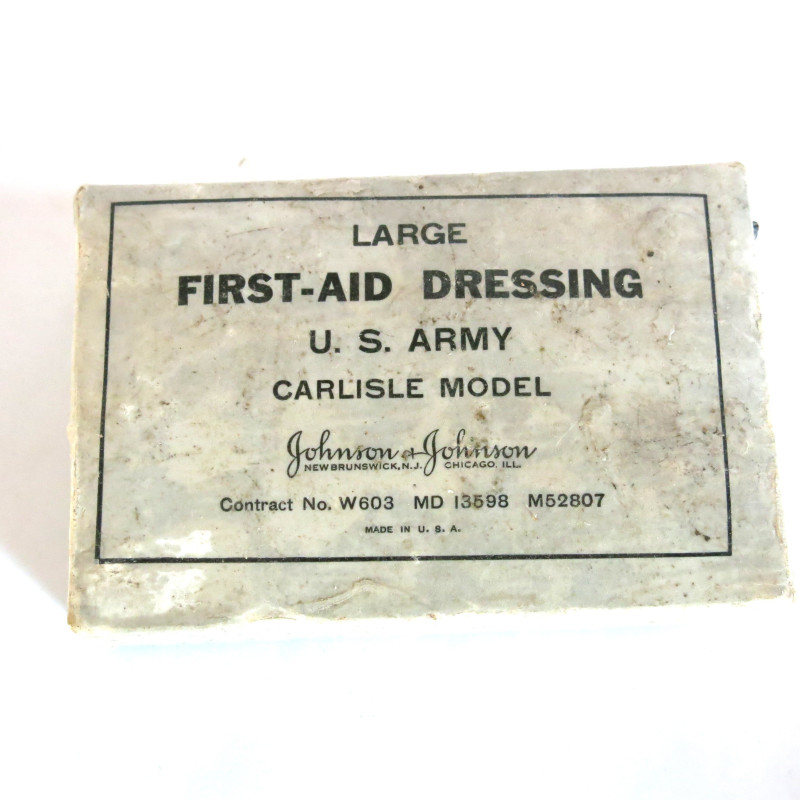 LARGE
FIRST-AID DRESSING
U. S. ARMY
CARLISLE MODEL
Johnson & Johnson
NEW BRUNSWICK, N. J. CHICAGO, ILL.
Contract No. W603 MD 13598 M52807
MADE IN U. S. A.